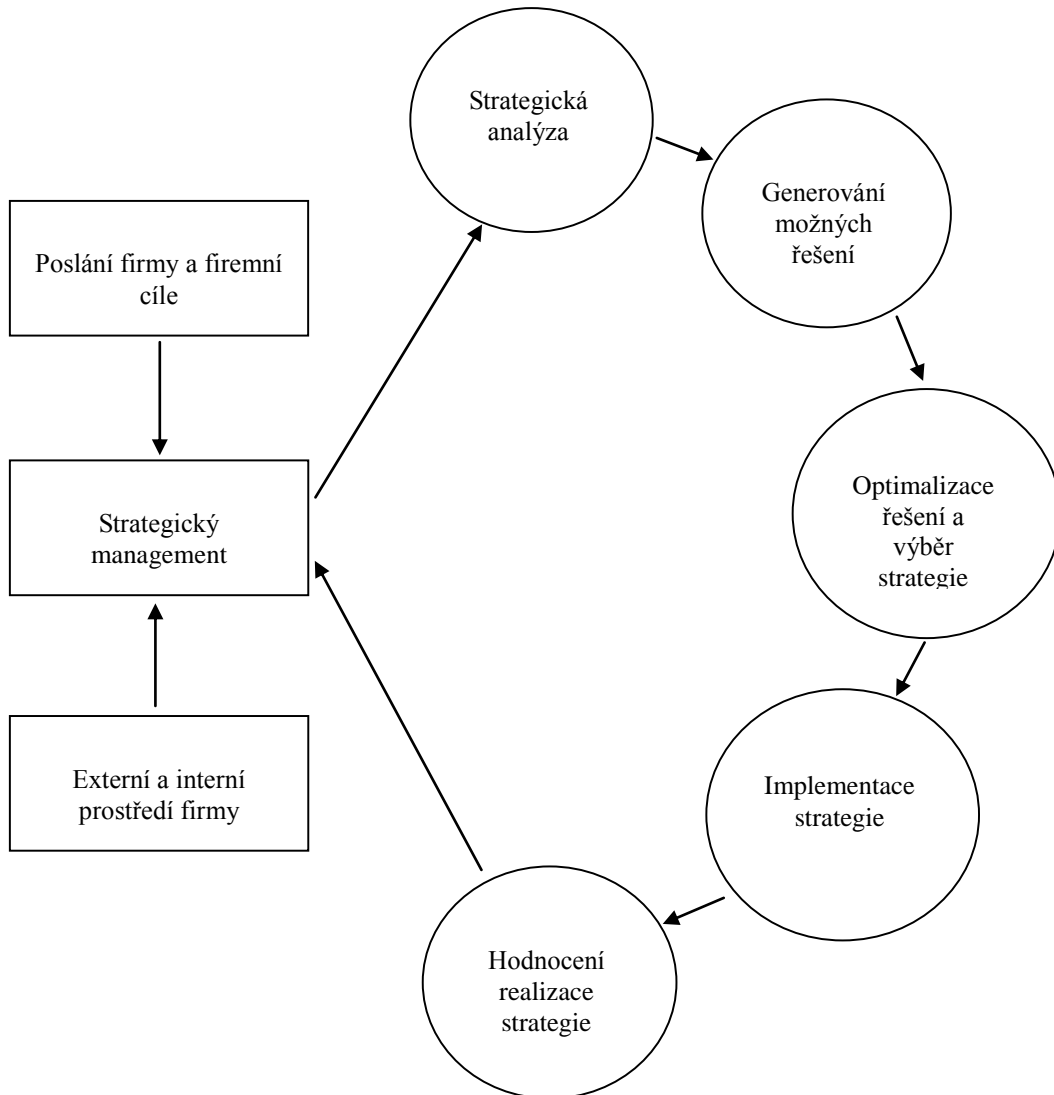 Strategická
analýza
Generování
možných
řešení
Poslání firmy a firemní
cíle
Strategický
management
Optimalizace
řešení a
výběr
strategie
Externí a interní
prostředí firmy
Implementace
strategie
Hodnocení
realizace
strategie